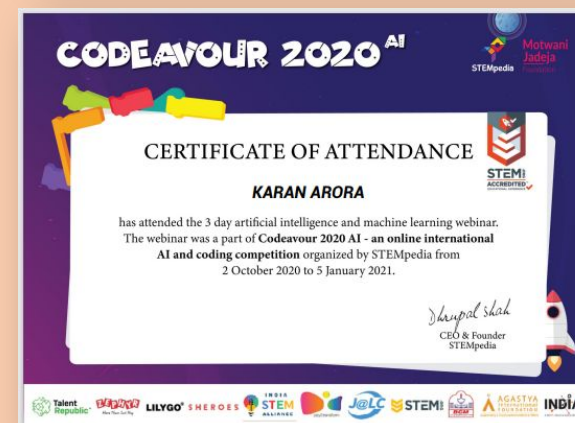 CODEAVOUR 2020 AI
STEMpedia
Motwani
Jadeja
CERTIFICATE OF ATTENDANCE
STEM
ACCREDITED
KARAN ARORA
has attended the 3 day artificial intelligence and machine learning webinar.
The webinar was a part of Codeavour 2020 AI - an online international
AI and coding competition organized by STEMpedia from
2 October 2020 to 5 January 2021.
Dhrupal Shah
CEO & Founder
STEMpedia
Talent
Republic
ZEPHYR
LILYGO
SHEROES
INDIA
STEM
ALLIANCE
J@LC
STEM
AGASTYA
INTERNATIONAL
FOUNDATION
INDIA